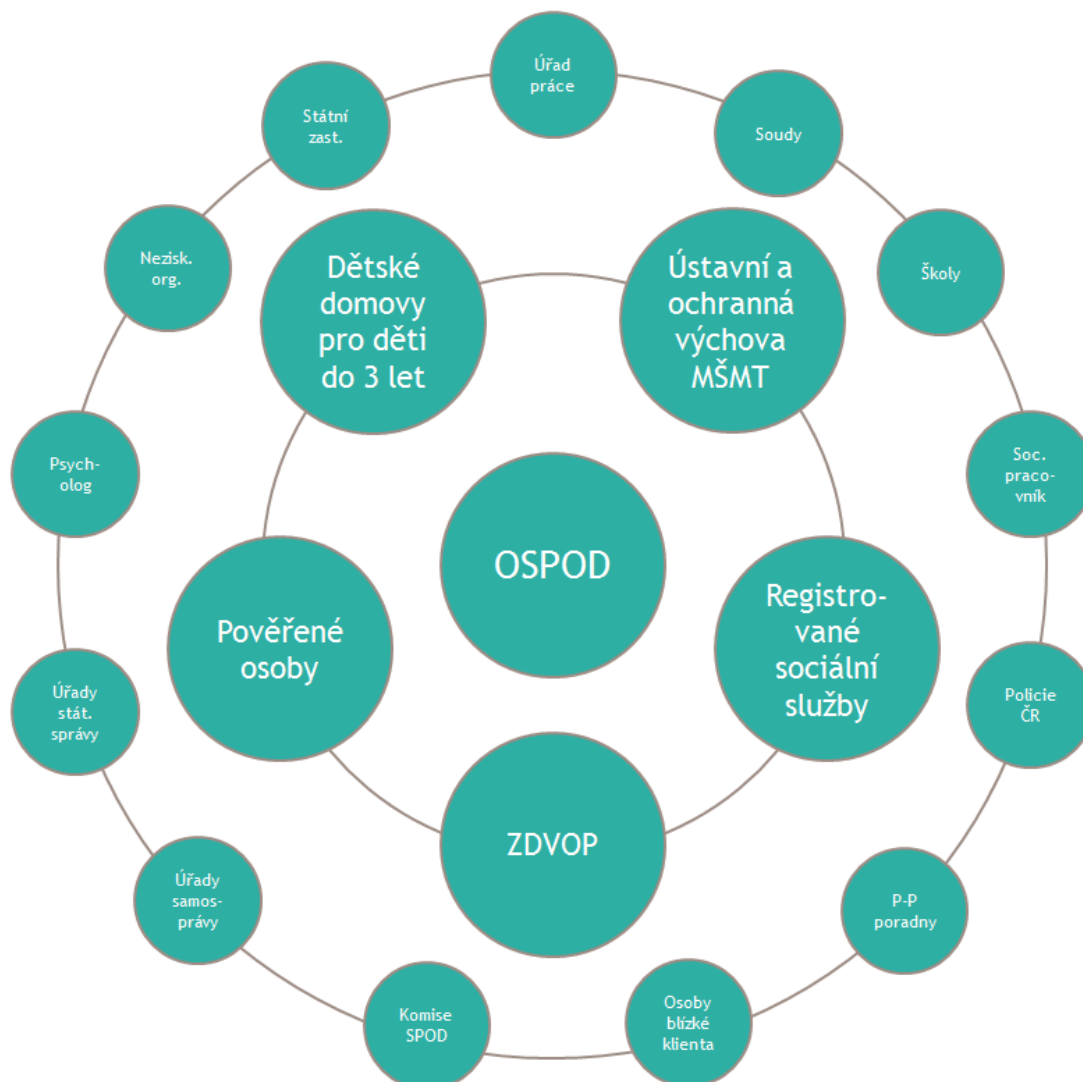 Úřad
práce
Státní
zast.
Soudy
Nezisk.
org.
Školy
Dětské
domovy
pro děti
do 3 let
Ústavní a
ochranná
výchova
MŠMT
Psych-
olog
Soc.
praco-
vník
OSPOD
Pověřené
osoby
Registro-
vané
sociální
služby
Úřady
stát.
správy
Policie
ČR
ZDVOP
Úřady
samos-
právy
P-P
poradny
Komise
SPOD
Osoby
blízké
klienta